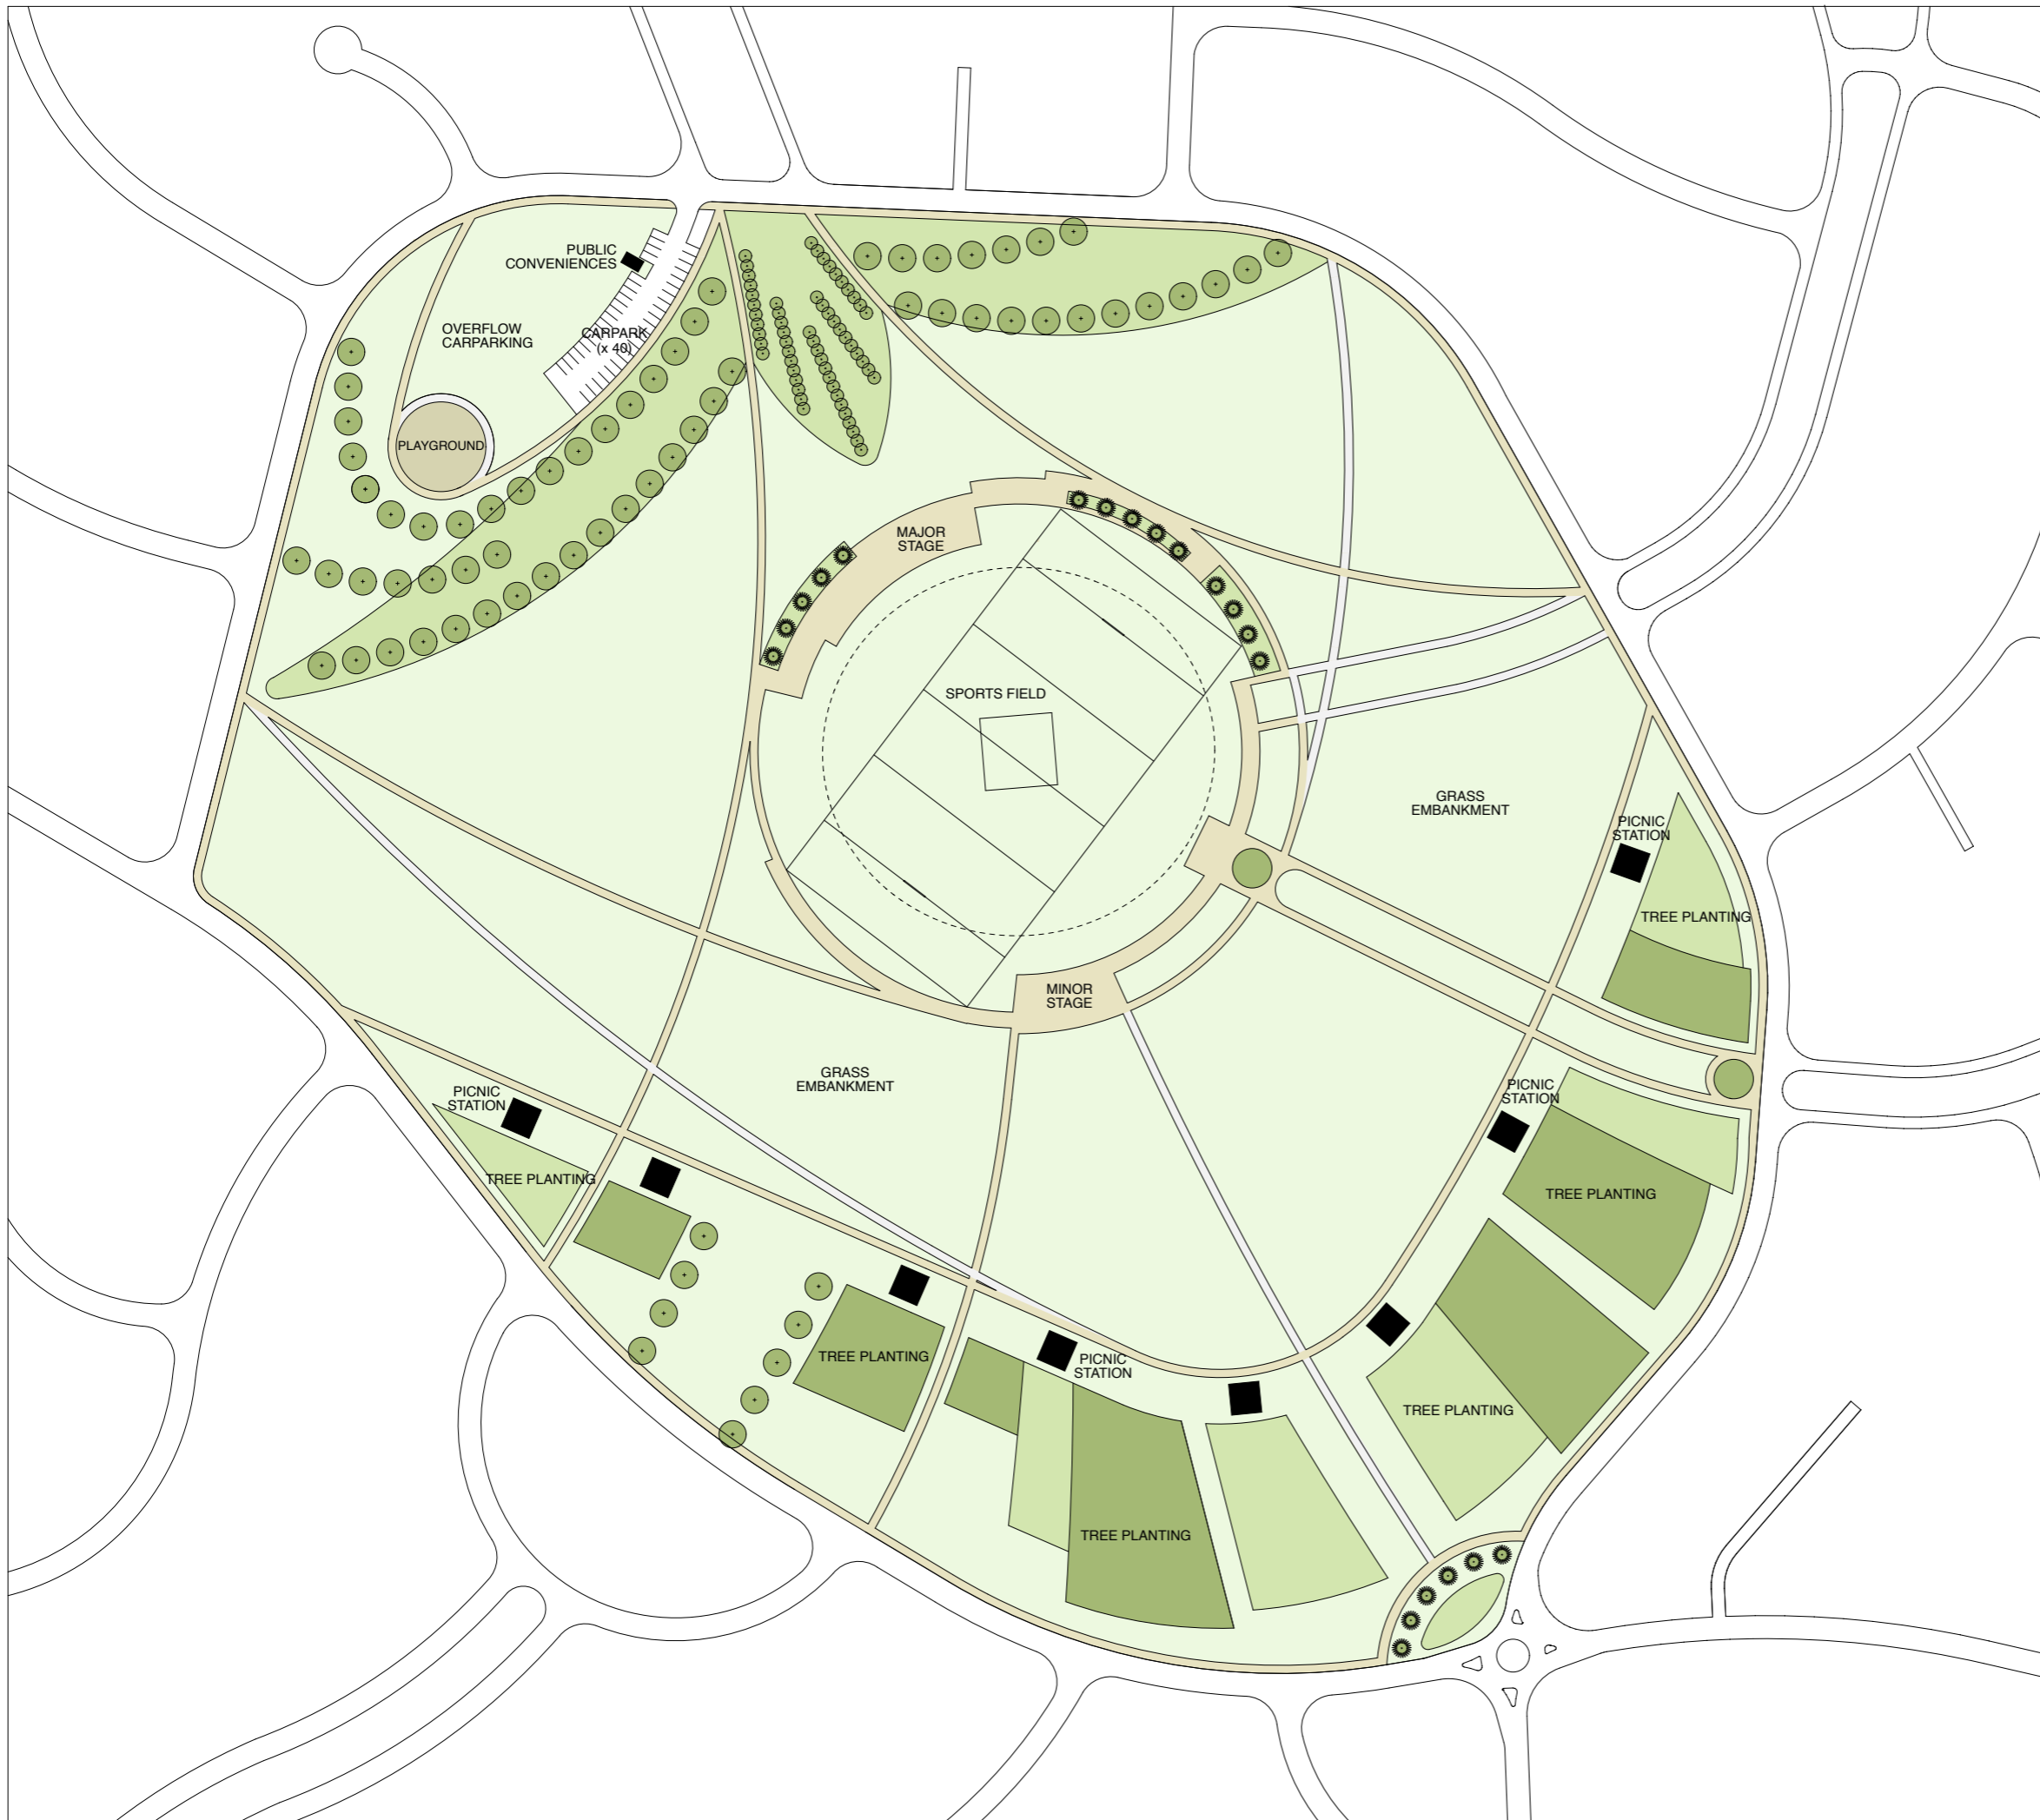 PUBLIC
CONVENIENCES
OVERFLOW
CARPARKING
CARPARK
(x 40)
PLAYGROUND
MAJOR
STAGE
SPORTS FIELD
GRASS
EMBANKMENT
PICNIC
STATION
TREE PLANTING
MINOR
STAGE
GRASS
EMBANKMENT
PICNIC
STATION
PICNIC
STATION
TREE PLANTING
TREE PLANTING
TREE PLANTING
PICNIC
STATION
TREE PLANTING
TREE PLANTING